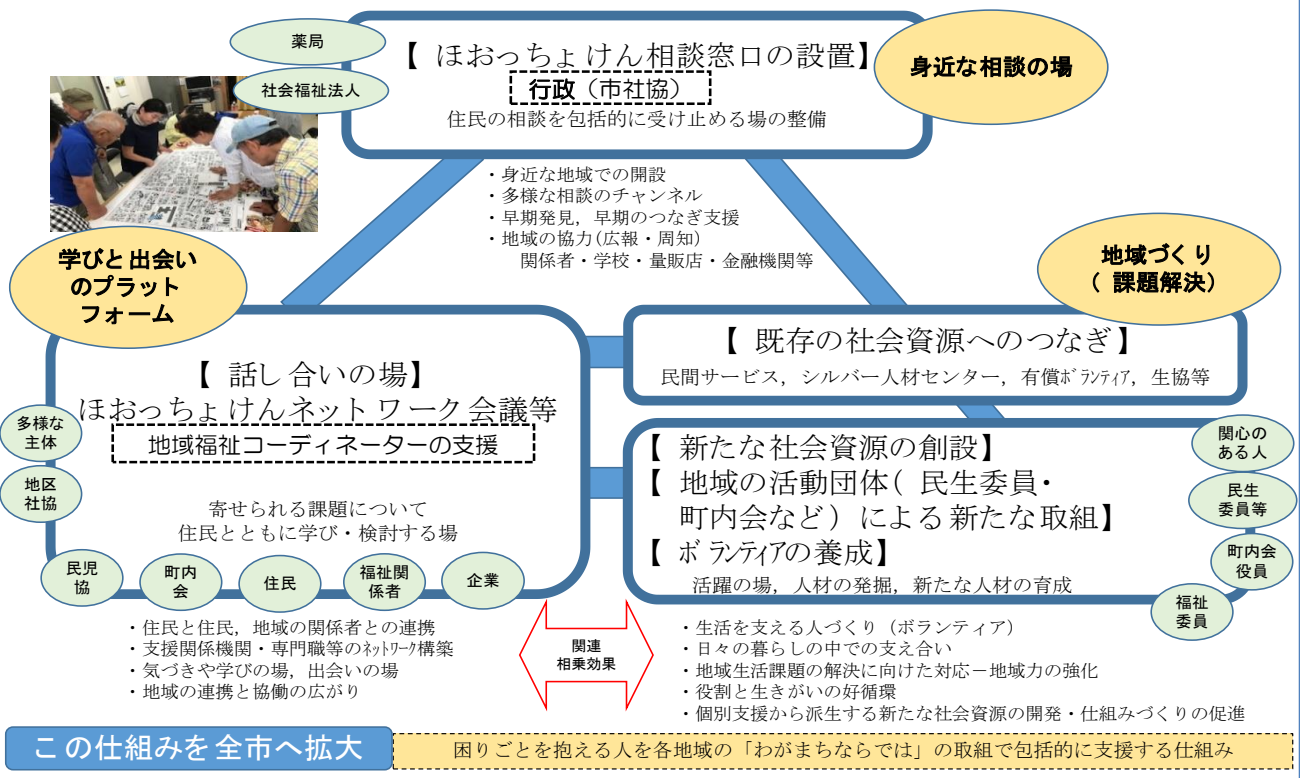 薬局
社会福祉法人
【 ほおっちょけん相談窓口の設置】
行政（市社協）
住民の相談を包括的に受け止める場の整備
身近な相談の場
・身近な地域での開設
・多様な相談のチャンネル
・早期発見，早期のつなぎ支援
・地域の協力(広報・周知)
関係者・学校・量販店・金融機関等
学びと出会い
のプラット
フォーム
地域づくり
（ 課題解決）
【 話し合いの場】
ほおっちょけんネットワーク会議等
地域福祉コーディネーターの支援
寄せられる課題について
住民とともに学び・検討する場
多様な
主体
地区
社協
民児
協
町内
会
住民
福祉関
係者
企業
【 既存の社会資源へのつなぎ】
民間サービス，シルバー人材センター，有償ﾎﾞﾗﾝﾃｨｱ，生協等
【 新たな社会資源の創設】
【 地域の活動団体（ 民生委員・
町内会など）による新たな取組】
【 ボランティアの養成】
活躍の場，人材の発掘，新たな人材の育成
関心の
ある人
民生
委員等
町内会
役員
福祉
委員
・住民と住民，地域の関係者との連携
・支援関係機関・専門職等のﾈｯﾄﾜｰｸ構築
・気づきや学びの場，出会いの場
・地域の連携と協働の広がり
関連
相乗効果
・生活を支える人づくり（ボランティア）
・日々の暮らしの中での支え合い
・地域生活課題の解決に向けた対応－地域力の強化
・役割と生きがいの好循環
・個別支援から派生する新たな社会資源の開発・仕組みづくりの促進
この仕組みを全市へ拡大
困りごとを抱える人を各地域の「わがまちならでは」の取組で包括的に支援する仕組み